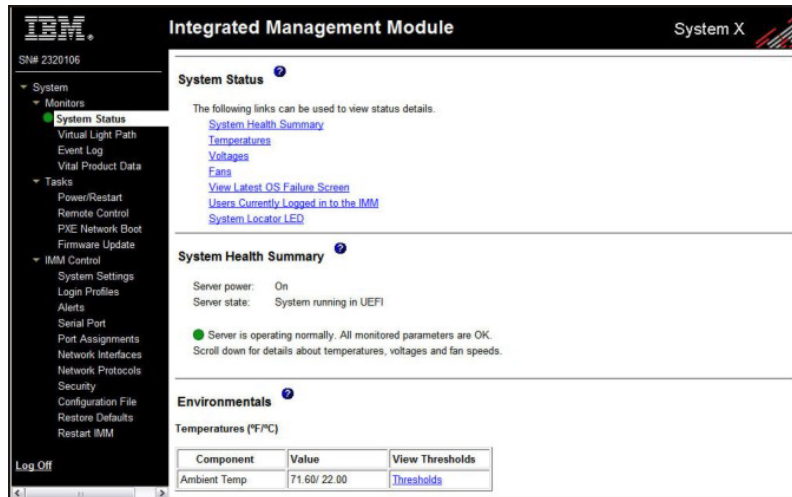 IBM.
Integrated Management Module
System X
SN# 2320106
System
Monitors
System Status
Virtual Light Path
Event Log
Vital Product Data
Tasks
Power/Restart
Remote Control
PXE Network Boot
Firmware Update
IMM Control
System Settings
Login Profiles
Alerts
Serial Port
Port Assignments
Network Interfaces
Network Protocols
Security
Configuration File
Restore Defaults
Restart IMM
Log Off
System Status ?
The following links can be used to view status details.
System Health Summary
Temperatures
Voltages
Fans
View Latest OS Failure Screen
Users Currently Logged in to the IMM
System Locator LED
System Health Summary ?
Server power: On
Server state: System running in UEFI
Server is operating normally. All monitored parameters are OK.
Scroll down for details about temperatures, voltages and fan speeds.
Environmentals ?
Temperatures (ºF/ºC)
Component Value View Thresholds
Ambient Temp 71.60/ 22.00 Thresholds